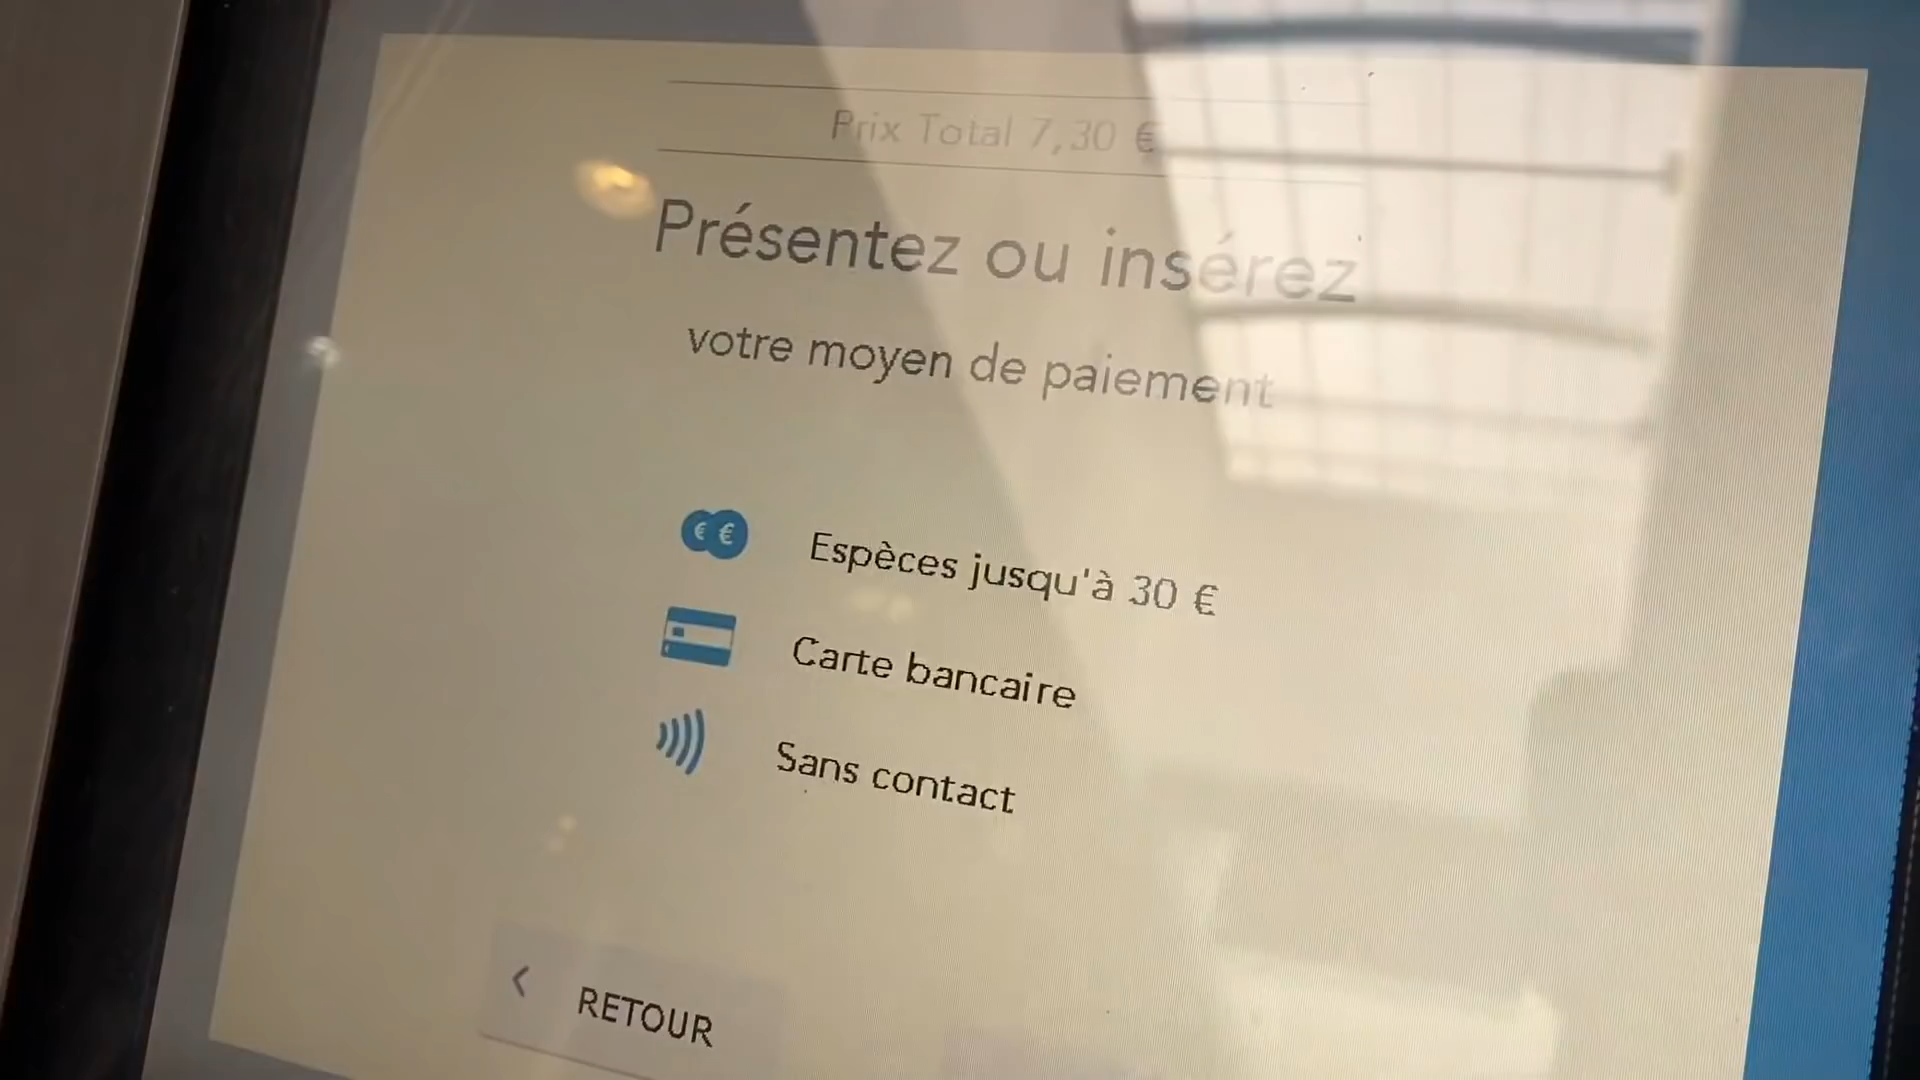 Prix Total 7,30 €
Présentez ou insérez
votre moyen de paiement
€ €
Espèces jusqu'à 30 €
Carte bancaire
Sans contact
< RETOUR